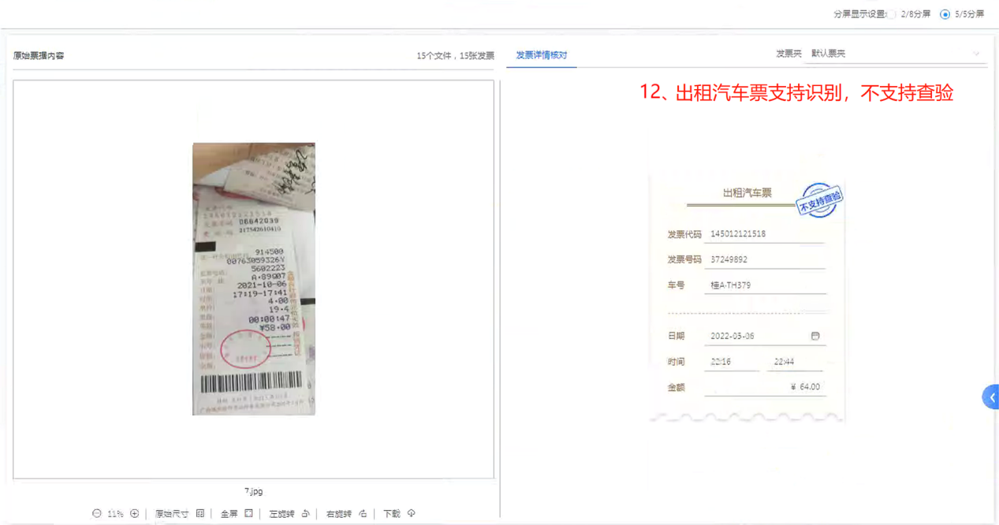 分屏显示设置: 2/8分屏 5/5分屏
原始票据内容 15个文件，15张发票
发票详情核对 发票夹 默认票夹
12、出租汽车票支持识别，不支持查验
06642039
217542610410
914500
00763059326Y
5602223
2021-10-06
17:19-17:41
4.00
19.4
00:00:47
¥58.00
出租汽车票
不支持查验
发票代码 145012121518
发票号码 37249892
车号 桂A·TH379
日期 2022-03-06
时间 22:16 22:44
金额 ¥ 64.00
7.jpg
11% 原始尺寸 全屏 左旋转 右旋转 下载